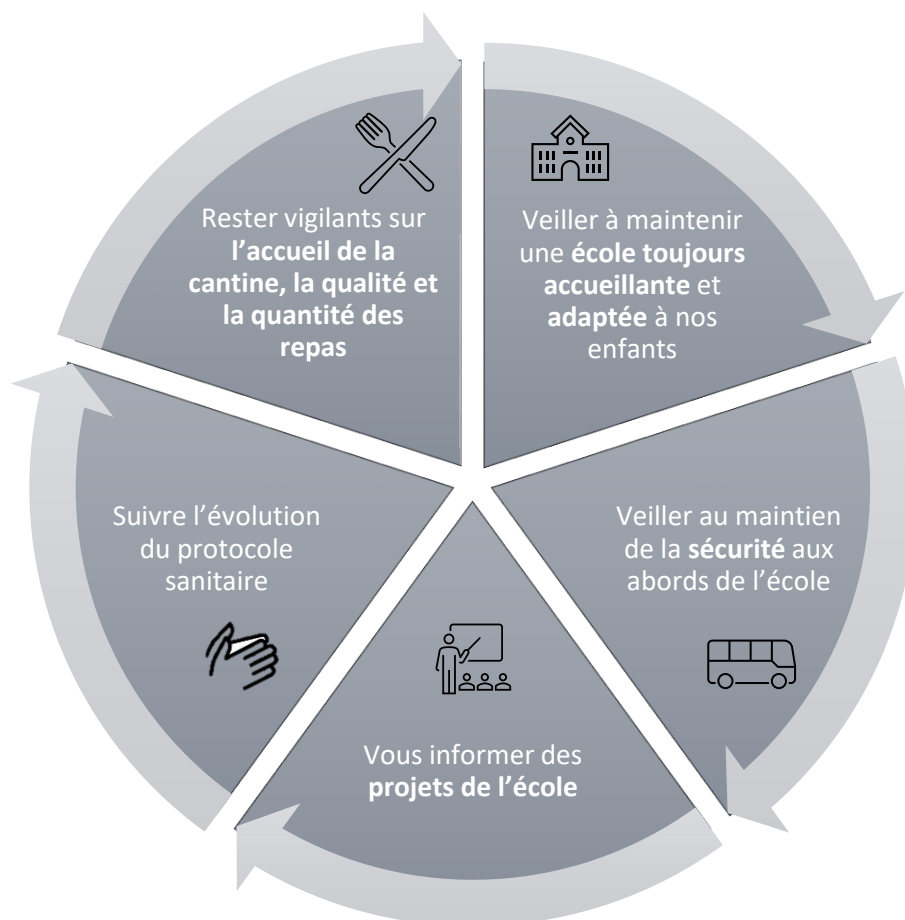 Rester vigilants sur
l’accueil de la
cantine, la qualité et
la quantité des
repas
Veiller à maintenir
une école toujours
accueillante et
adaptée à nos
enfants
Suivre l’évolution
du protocole
sanitaire
Veiller au maintien
de la sécurité aux
abords de l’école
Vous informer des
projets de l’école